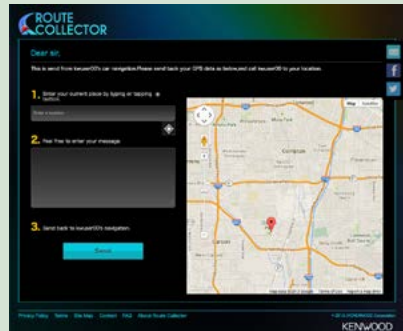 ROUTE
COLLECTOR
Dear sir,
This is send from kwuser00's car navigation.Please send back your GPS data as below,and call kwuser00 to your location.
1. Enter your current place by typing or tapping
button.
2. Feel free to enter your message.
3. Send back to kwuser00's navigation.
Send
Map
Satellite
Compton
Carson
Privacy Policy Terms Site Map Contact FAQ About Route Collector
KENWOOD